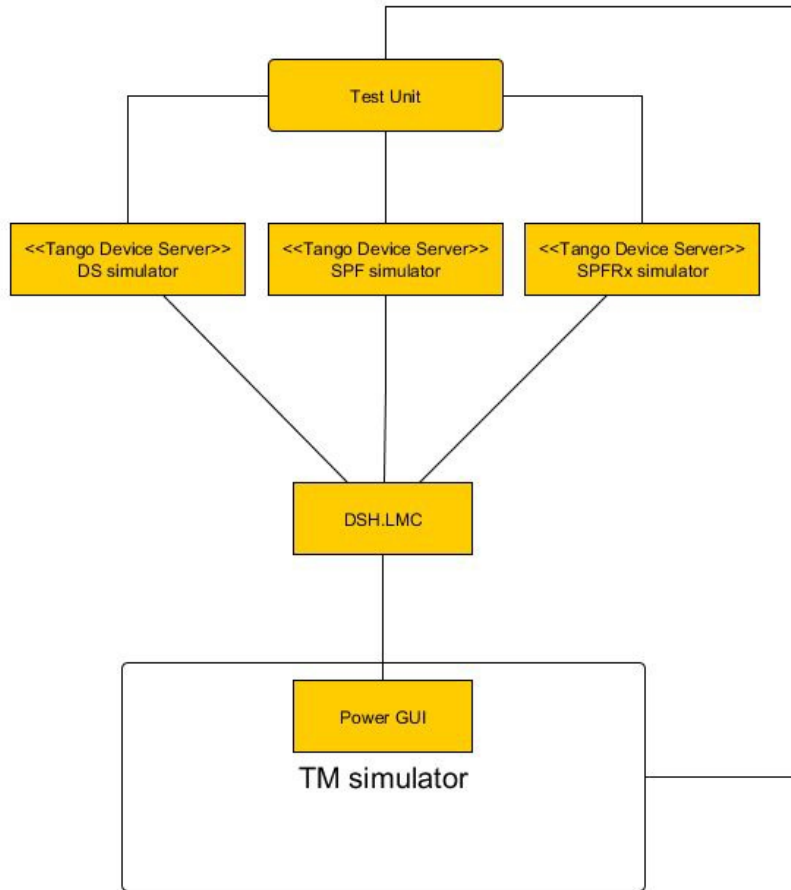 Test Unit
<<Tango Device Server>>
DS simulator
<<Tango Device Server>>
SPF simulator
<<Tango Device Server>>
SPFRx simulator
DSH.LMC
Power GUI
TM simulator